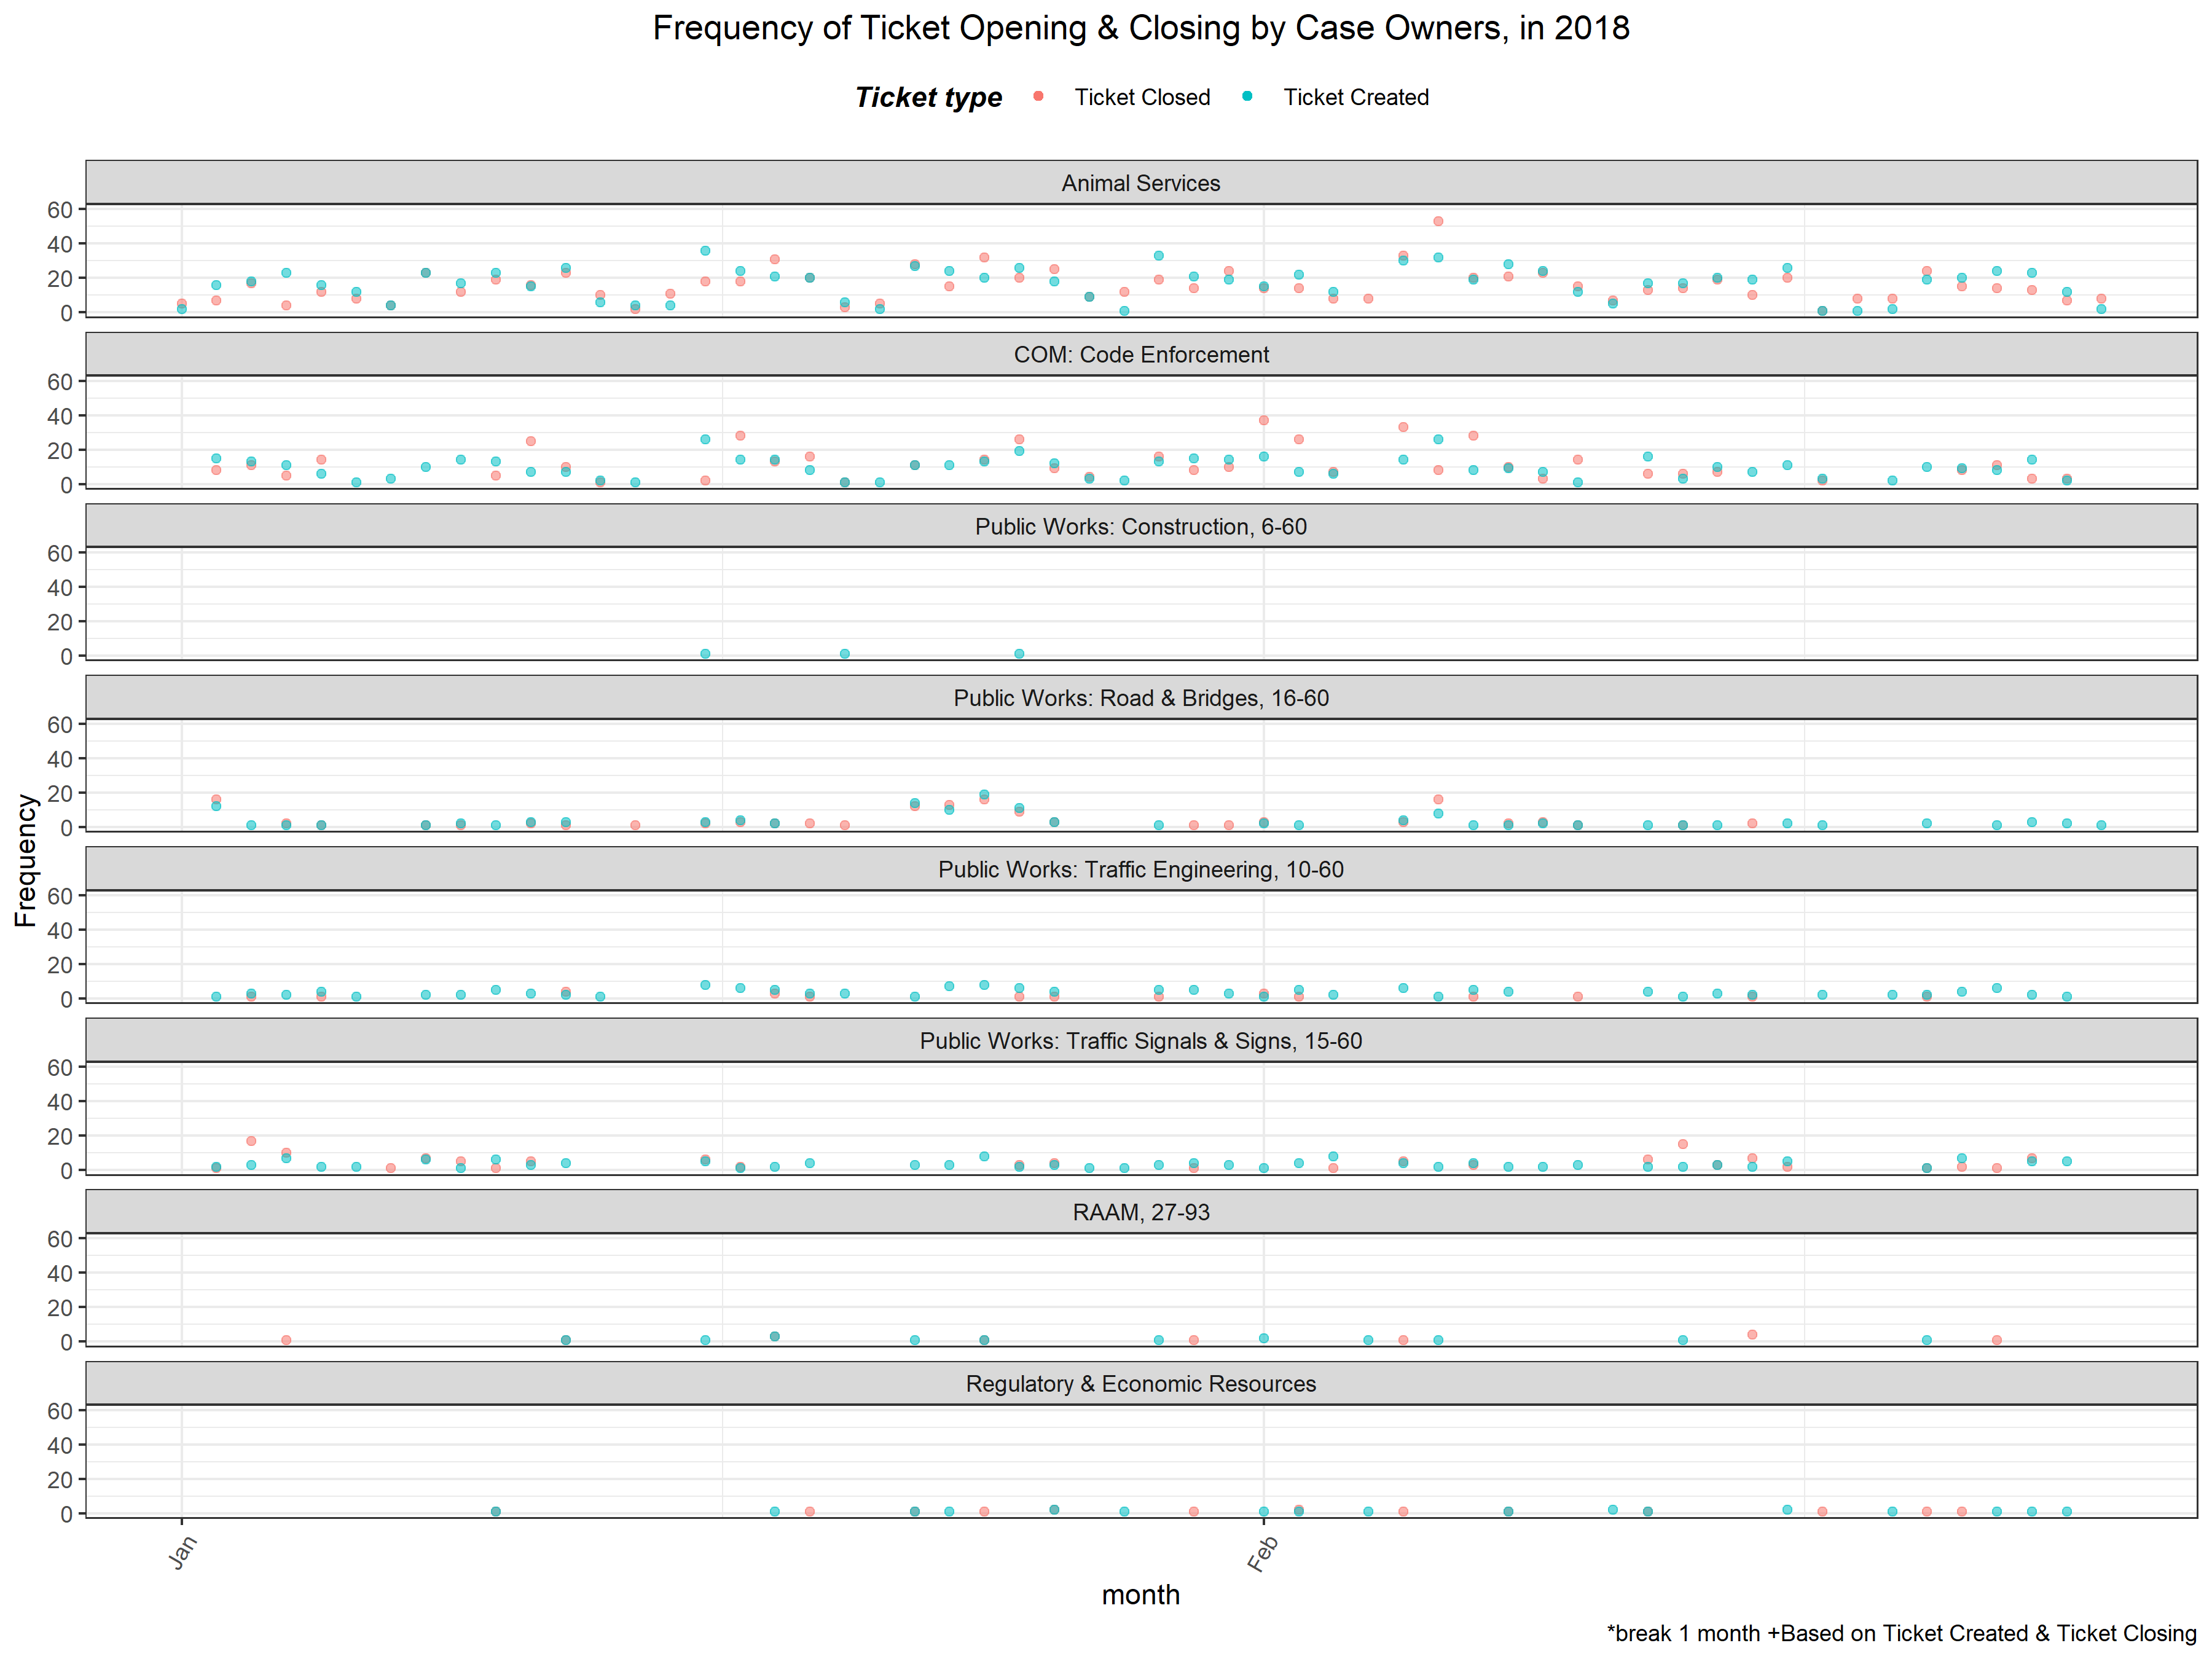 Frequency of Ticket Opening & Closing by Case Owners, in 2018
Ticket type Ticket Closed Ticket Created
Animal Services
60
40
20
0
COM: Code Enforcement
60
40
20
0
Public Works: Construction, 6-60
60
40
20
0
Public Works: Road & Bridges, 16-60
60
40
20
0
Frequency
Public Works: Traffic Engineering, 10-60
60
40
20
0
Public Works: Traffic Signals & Signs, 15-60
60
40
20
0
RAAM, 27-93
60
40
20
0
Regulatory & Economic Resources
60
40
20
0
Jan Feb
month
*break 1 month +Based on Ticket Created & Ticket Closing